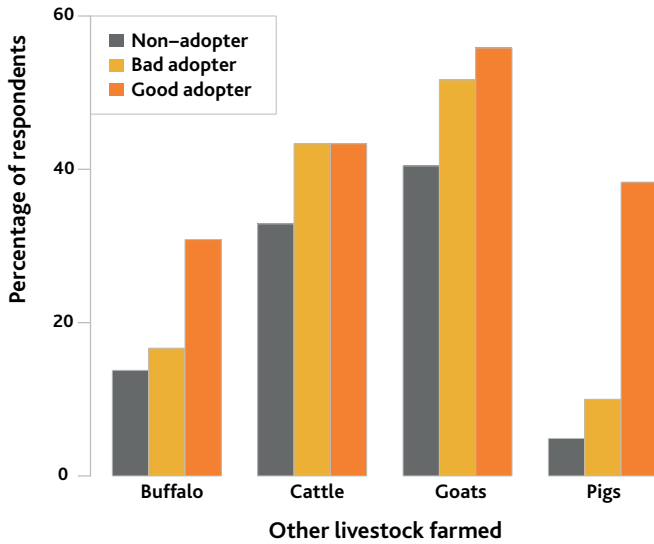 60
Non–adopter
Bad adopter
Good adopter
40
20
0
Percentage of respondents
Buffalo Cattle Goats Pigs
Other livestock farmed